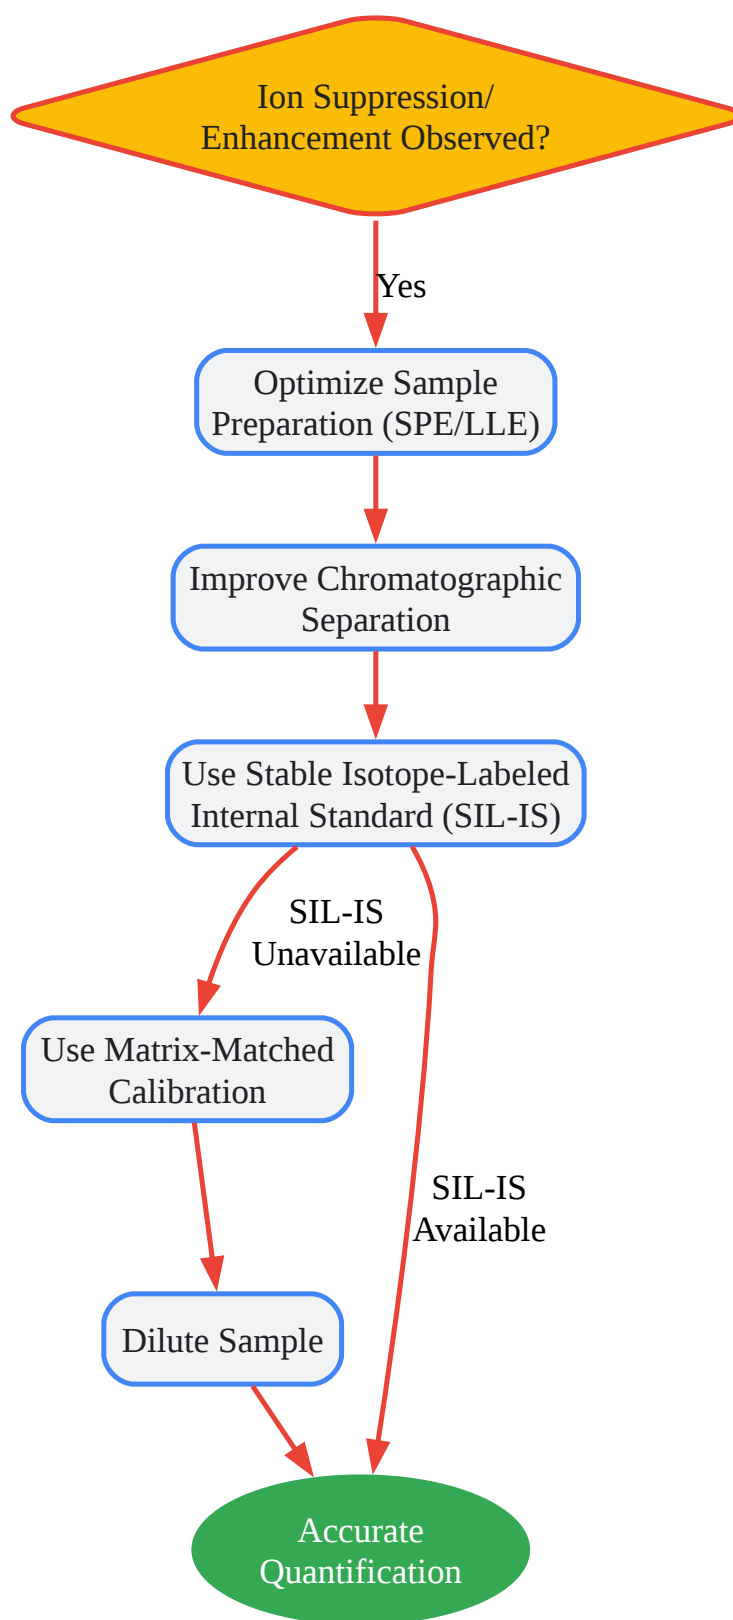 Ion Suppression/
Enhancement Observed?
Yes
Optimize Sample
Preparation (SPE/LLE)
Improve Chromatographic
Separation
Use Stable Isotope-Labeled
Internal Standard (SIL-IS)
SIL-IS
Unavailable
Use Matrix-Matched
Calibration
SIL-IS
Available
Dilute Sample
Accurate
Quantification